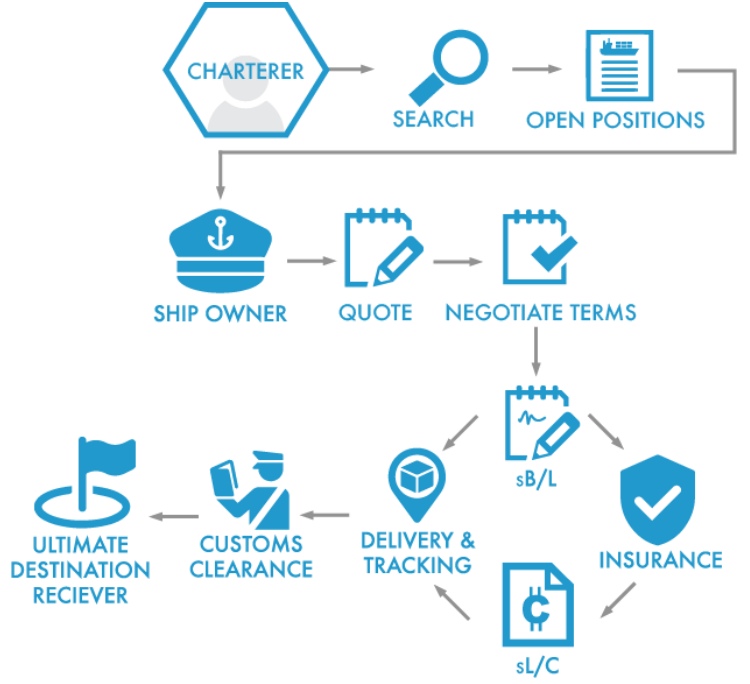 CHARTERER
SEARCH
OPEN POSITIONS
SHIP OWNER
QUOTE
NEGOTIATE TERMS
sB/L
INSURANCE
sL/C
DELIVERY &
TRACKING
CUSTOMS
CLEARANCE
ULTIMATE
DESTINATION
RECIEVER